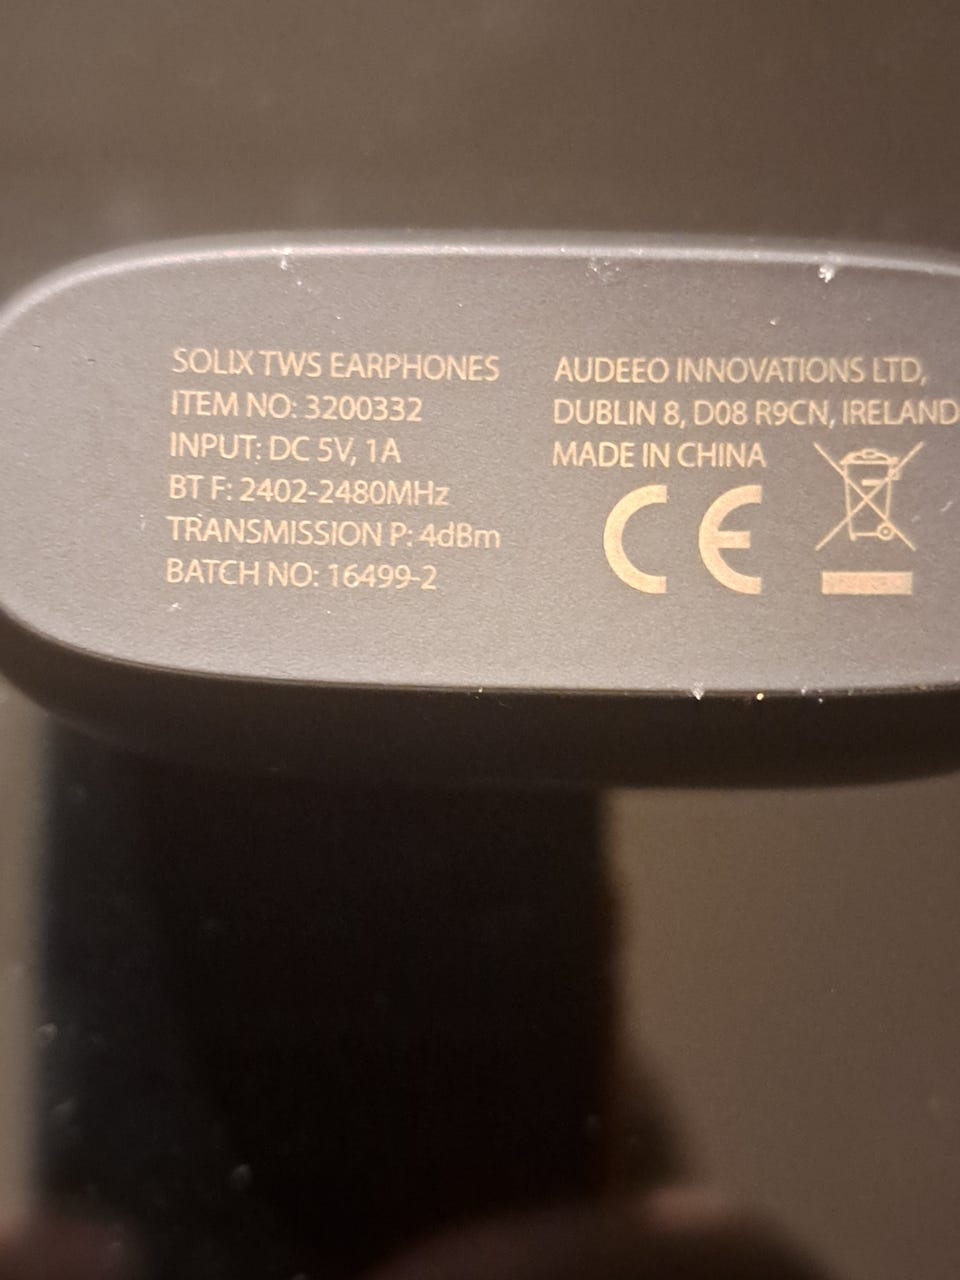 SOLIX TWS EARPHONES
ITEM NO: 3200332
INPUT: DC 5V, 1A
BT F: 2402-2480MHz
TRANSMISSION P: 4dBm
BATCH NO: 16499-2
AUDEEO INNOVATIONS LTD,
DUBLIN 8, D08 R9CN, IRELAND
MADE IN CHINA
CE